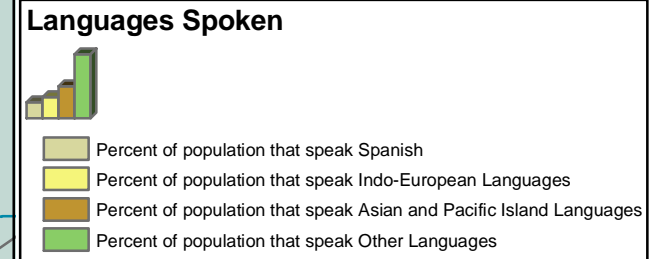 Languages Spoken
Percent of population that speak Spanish
Percent of population that speak Indo-European Languages
Percent of population that speak Asian and Pacific Island Languages
Percent of population that speak Other Languages